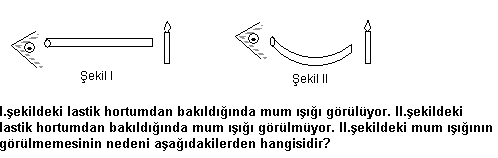 Şekil I
Şekil II
I.şekildeki lastik hortumdan bakıldığında mum ışığı görülüyor. II.şekildeki
lastik hortumdan bakıldığında mum ışığı görülmüyor. II.şekildeki mum ışığının
görülmemesinin nedeni aşağıdakilerden hangisidir?